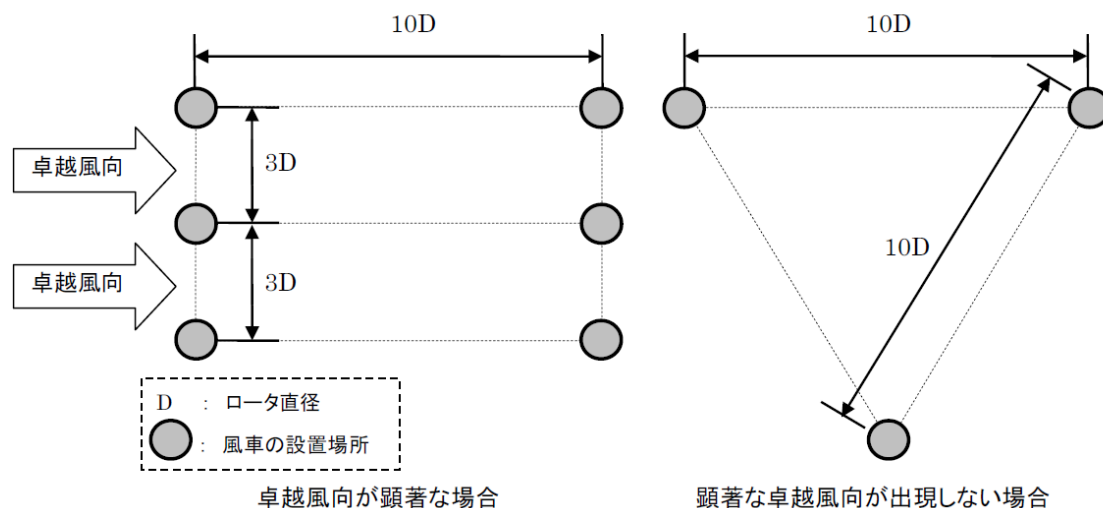 10D
10D
卓越風向
3D
卓越風向
3D
10D
D : ロータ直径
: 風車の設置場所
卓越風向が顕著な場合
顕著な卓越風向が出現しない場合